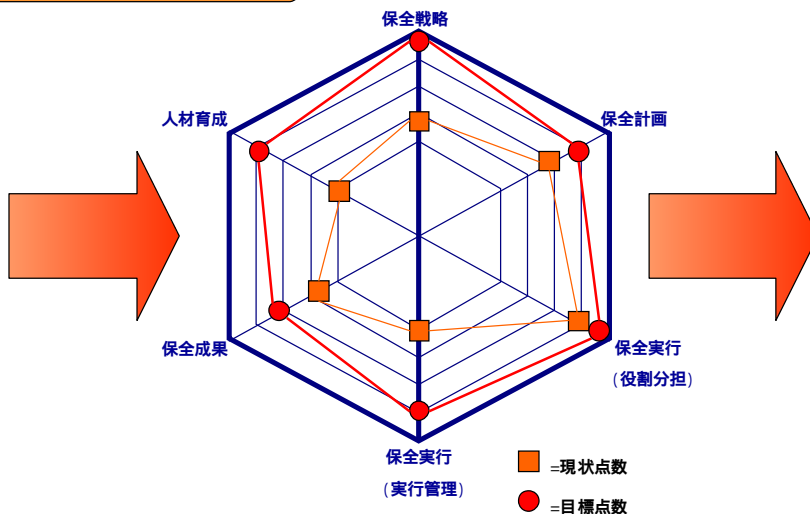 保全戦略
人材育成
保全計画
保全成果
保全実行
(役割分担)
保全実行
(実行管理)
=現状点数
=目標点数